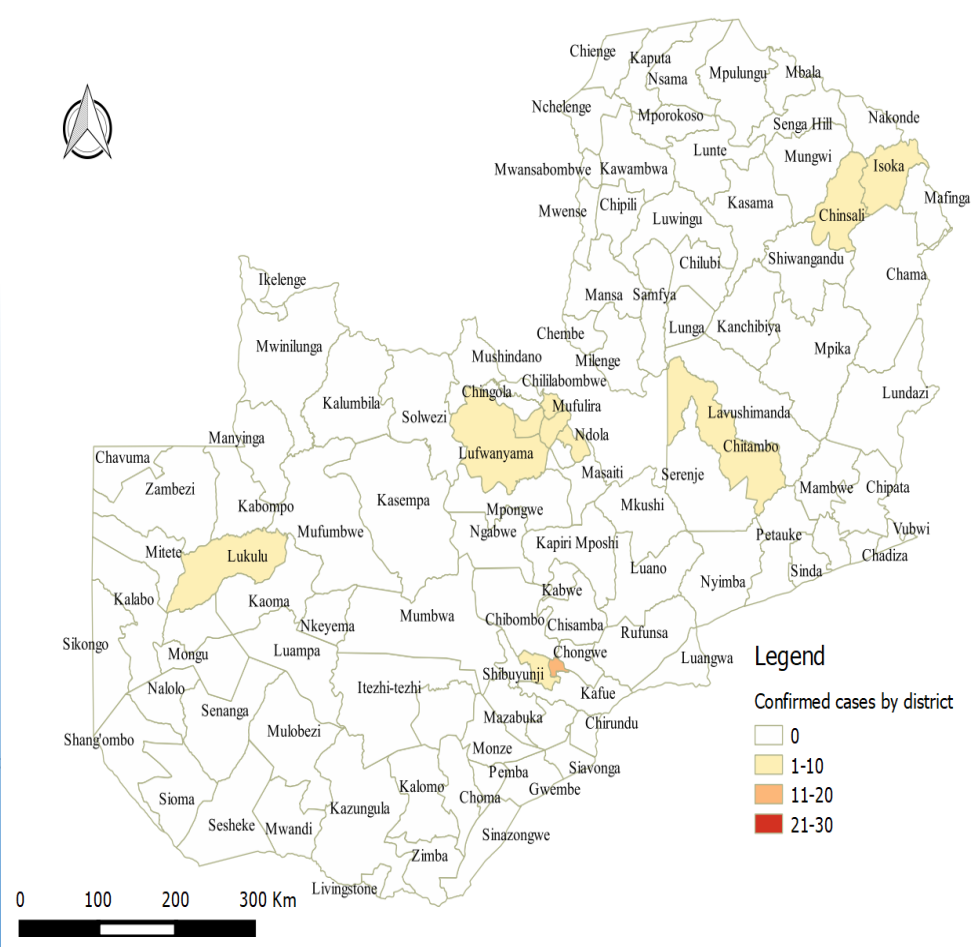 Chienge
Kaputa
Nsama
Mpulungu
Mbala
Nchelenge
Mporokoso
Senga Hill
Nakonde
Lunte
Mungwi
Isoka
Mwansabombwe
Kawambwa
Mafinga
Kasama
Chipili
Mwense
Luwingu
Chinsali
Shiwangandu
Chilubi
Chama
Ikelenge
Mansa
Samfya
Lunga
Kanchibiya
Chembe
Mwinilunga
Mushindano
Milenge
Mpika
Chililabombwe
Chingola
Lundazi
Kalumbila
Mufulira
Solwezi
Lavushimanda
Manyinga
Ndola
Chitambo
Chavuma
Lufwanyama
Masaiti
Serenje
Zambezi
Mambwe
Chipata
Kasempa
Kabompo
Mpongwe
Mkushi
Mufumbwe
Ngabwe
Petauke
Vubwi
Kapiri Mposhi
Mitete
Lukulu
Chadiza
Luano
Sinda
Nyimba
Kabwe
Kalabo
Kaoma
Mumbwa
Chibombo
Chisamba
Nkeyema
Rufunsa
Sikongo
Luampa
Chongwe
Mongu
Luangwa
Legend
Shibuyunji
Nalolo
Itezhi-tezhi
Kafue
Confirmed cases by district
Senanga
Mazabuka
Chirundu
Mulobezi
Shang'ombo
0
Monze
1-10
Siavonga
Pemba
Kalomo
Gwembe
11-20
Sioma
Choma
Kazungula
21-30
Sesheke
Mwandi
Sinazongwe
Zimba
Livingstone
0 100 200 300 Km